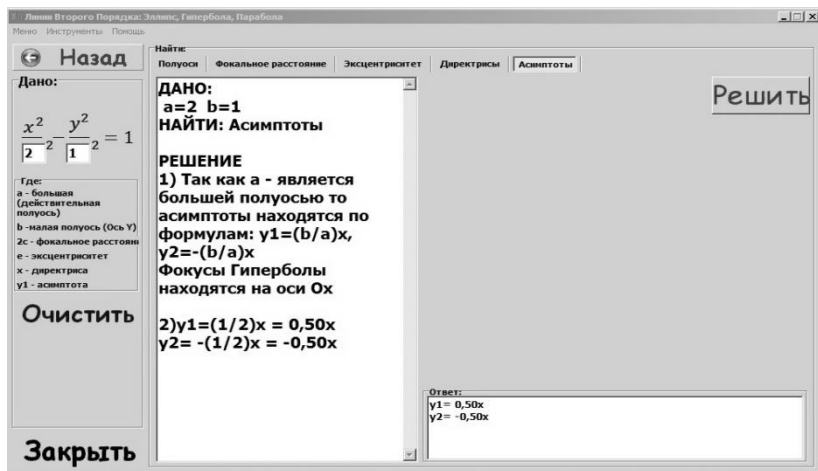 Линии Второго Порядка: Эллипс, Гипербола, Парабола
Меню Инструменты Помощь
Назад
Дано:
x² / 2² - y² / 1² = 1
Где:
a - большая
(действительная
полуось)
b -малая полуось (Ось Y)
2c - фокальное расстояни
e - эксцентриситет
x - директриса
y1 - асимптота
Очистить
Закрыть
Найти:
Полуоси Фокальное расстояние Эксцентриситет Директрисы Асимптоты
ДАНО:
a=2 b=1
НАЙТИ: Асимптоты
РЕШЕНИЕ
1) Так как а - является
большей полуосью то
асимптоты находятся по
формулам: y1=(b/a)x,
y2=-(b/a)x
Фокусы Гиперболы
находятся на оси Ox
2)y1=(1/2)x = 0,50x
y2= -(1/2)x = -0,50x
Решить
Ответ:
y1= 0,50x
y2= -0,50x